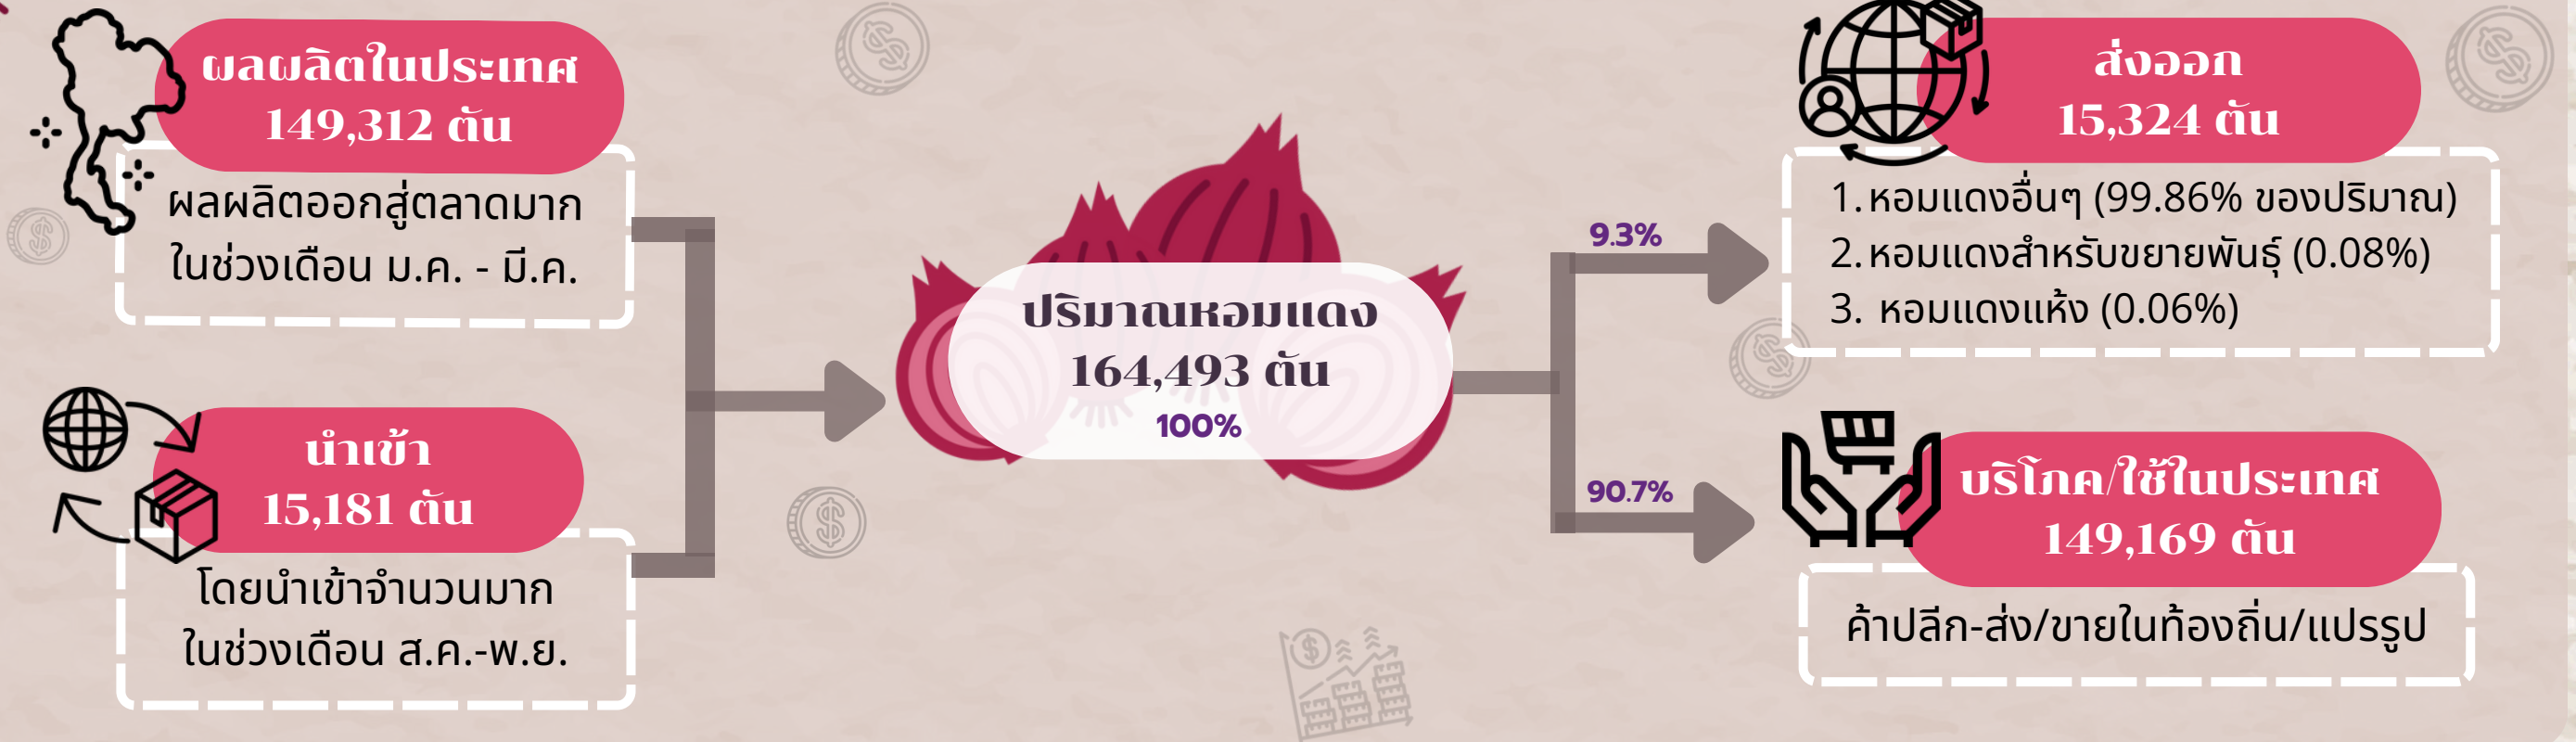 ผลผลิตในประเทศ
149,312 ตัน
ผลผลิตออกสู่ตลาดมาก
ในช่วงเดือน ม.ค. - มี.ค.
นำเข้า
15,181 ตัน
โดยนำเข้าจำนวนมาก
ในช่วงเดือน ส.ค.-พ.ย.
ปริมาณหอมแดง
164,493 ตัน
100%
9.3%
90.7%
ส่งออก
15,324 ตัน
1. หอมแดงอื่นๆ (99.86% ของปริมาณ)
2. หอมแดงสำหรับขยายพันธุ์ (0.08%)
3. หอมแดงแห้ง (0.06%)
บริโภค/ใช้ในประเทศ
149,169 ตัน
ค้าปลีก-ส่ง/ขายในท้องถิ่น/แปรรูป